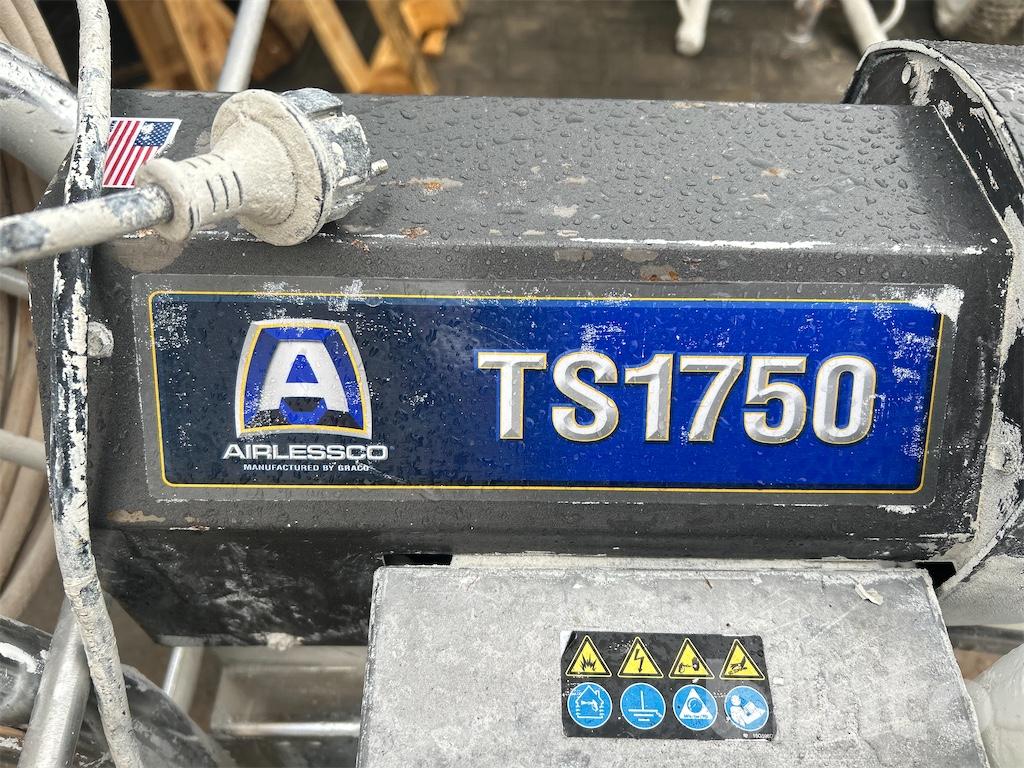 A
TS1750
AIRLESSCO
MANUFACTURED BY GRACO